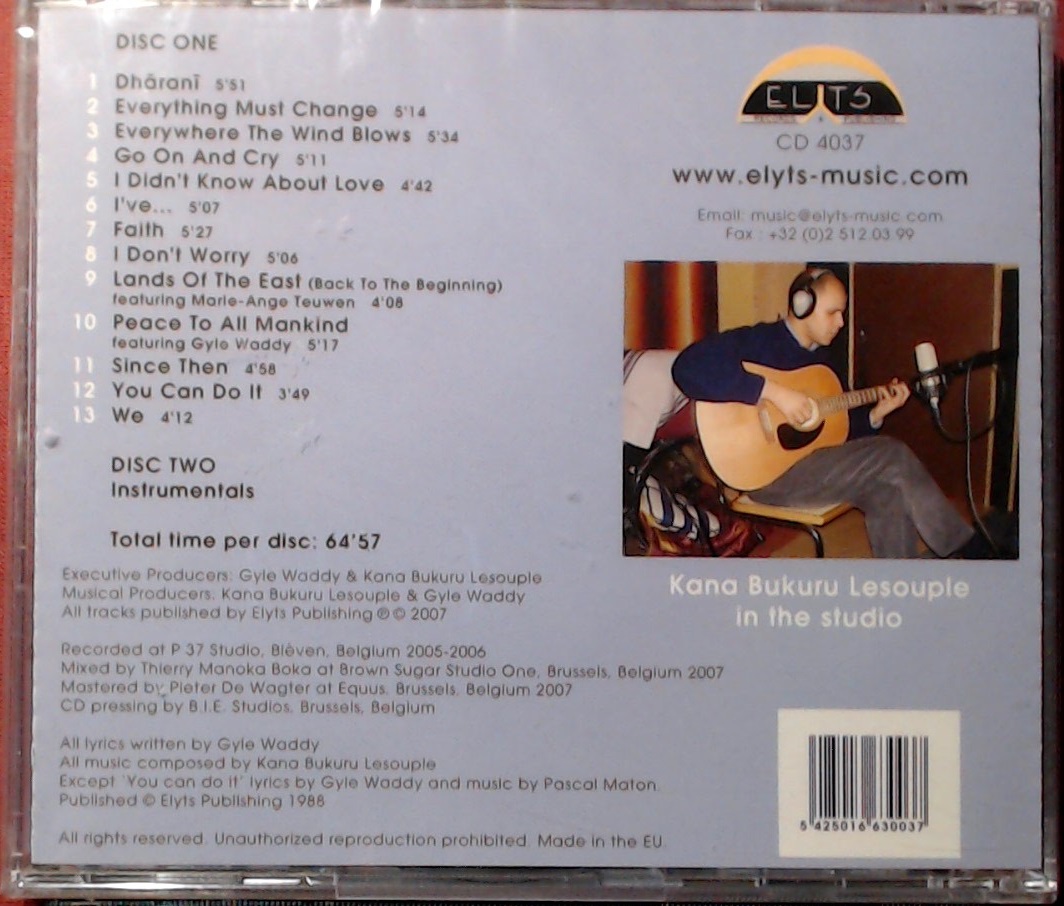 DISC ONE
1 Dhāranī 5'51
2 Everything Must Change 5'14
3 Everywhere The Wind Blows 5'34
4 Go On And Cry 5'11
5 I Didn't Know About Love 4'42
6 I've... 5'07
7 Faith 5'27
8 I Don't Worry 5'06
9 Lands Of The East (Back To The Beginning)
featuring Marie-Ange Teuwen 4'08
10 Peace To All Mankind
featuring Gyle Waddy 5'17
11 Since Then 4'58
12 You Can Do It 3'49
13 We 4'12
DISC TWO
Instrumentals
Total time per disc: 64'57
Executive Producers: Gyle Waddy & Kana Bukuru Lesouple
Musical Producers: Kana Bukuru Lesouple & Gyle Waddy
All tracks published by Elyts Publishing ℗ © 2007
Recorded at P 37 Studio, Blèven, Belgium 2005-2006
Mixed by Thierry Manoka Boka at Brown Sugar Studio One, Brussels, Belgium 2007
Mastered by Pieter De Wagter at Equus, Brussels, Belgium 2007
CD pressing by B.I.E. Studios, Brussels, Belgium
All lyrics written by Gyle Waddy
All music composed by Kana Bukuru Lesouple
Except 'You can do it' lyrics by Gyle Waddy and music by Pascal Maton.
Published © Elyts Publishing 1988
All rights reserved. Unauthorized reproduction prohibited. Made in the EU
ELYTS
CD 4037
www.elyts-music.com
Email: music@elyts-music.com
Fax : +32 (0)2 512.03.99
Kana Bukuru Lesouple
in the studio
5 425016 630037